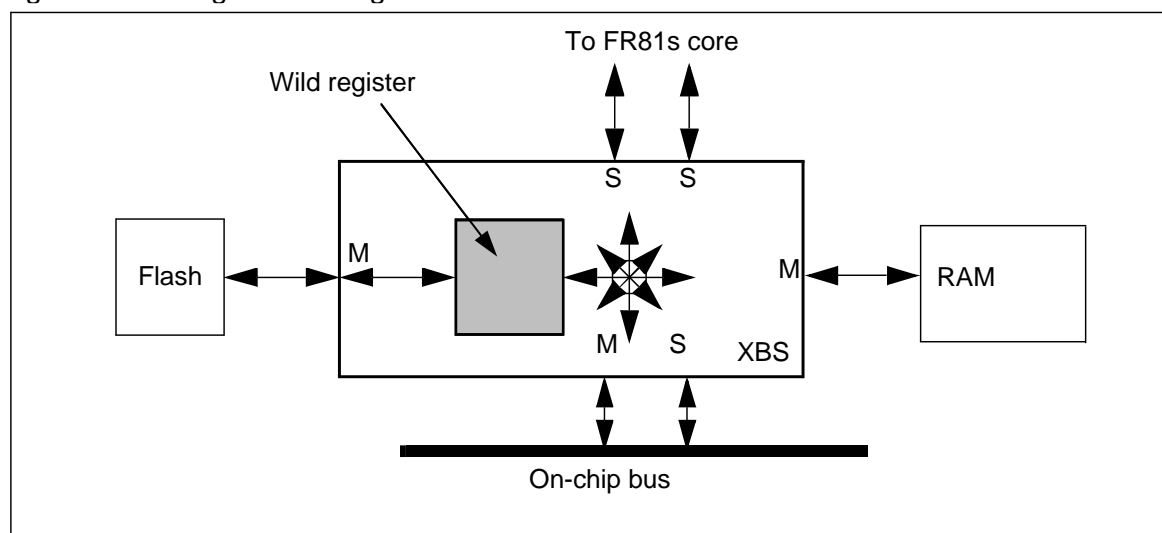 To FR81s core
Wild register
S S
M
Flash
M
RAM
M S
XBS
On-chip bus